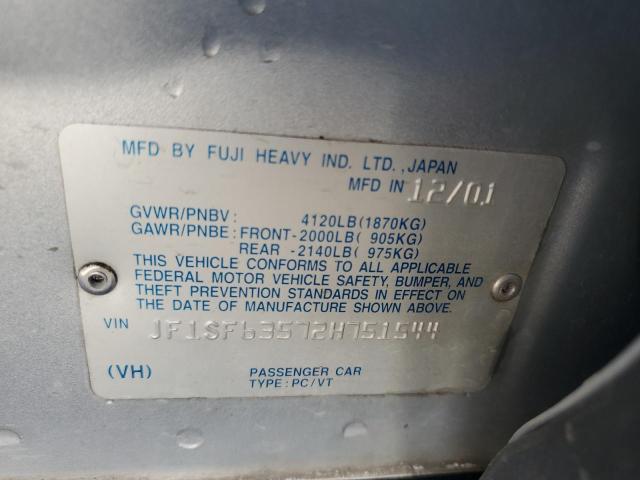 MFD BY FUJI HEAVY IND. LTD., JAPAN
MFD IN 12/01
GVWR/PNBV: 4120LB(1870KG)
GAWR/PNBE: FRONT-2000LB( 905KG)
REAR -2140LB( 975KG)
THIS VEHICLE CONFORMS TO ALL APPLICABLE
FEDERAL MOTOR VEHICLE SAFETY, BUMPER, AND
THEFT PREVENTION STANDARDS IN EFFECT ON
THE DATE OF MANUFACTURE SHOWN ABOVE.
VIN JF1SF63572H751544
(VH) PASSENGER CAR
TYPE: PC/VT